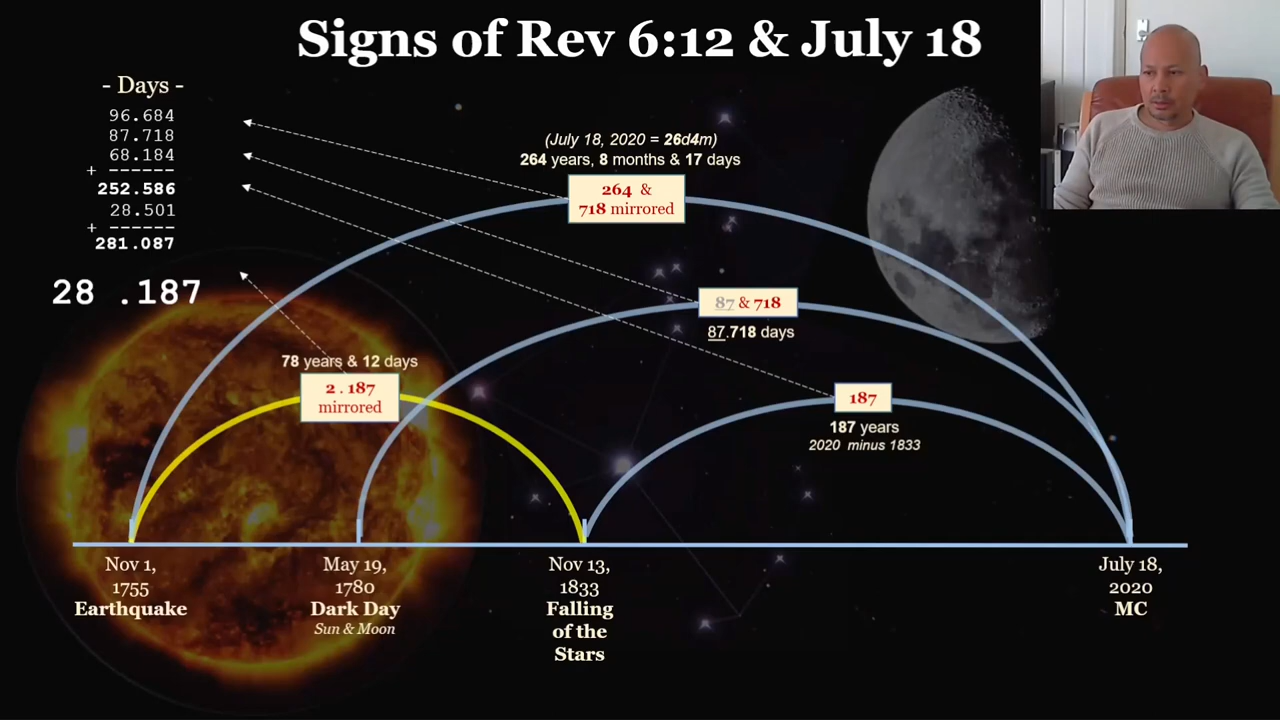 Signs of Rev 6:12 & July 18
- Days -
96.684
87.718
68.184
+ ------
252.586
28.501
+ ------
281.087
28 .187
(July 18, 2020 = 26d4m)
264 years, 8 months & 17 days
264 &
718 mirrored
87 & 718
87.718 days
78 years & 12 days
2 . 187
mirrored
187
187 years
2020 minus 1833
Nov 1,
1755
Earthquake
May 19,
1780
Dark Day
Sun & Moon
Nov 13,
1833
Falling
of the
Stars
July 18,
2020
MC